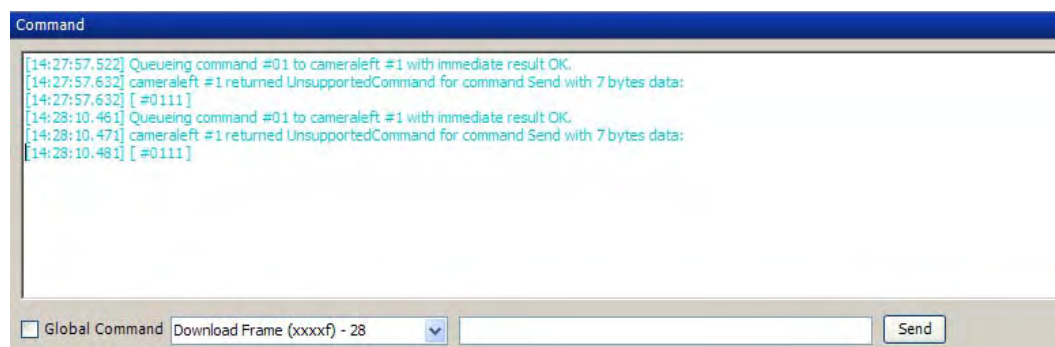 Command
[14:27:57.522] Queueing command #01 to cameraleft #1 with immediate result OK.
[14:27:57.632] cameraleft #1 returned UnsupportedCommand for command Send with 7 bytes data:
[14:27:57.632] [ #0111]
[14:28:10.461] Queueing command #01 to cameraleft #1 with immediate result OK.
[14:28:10.471] cameraleft #1 returned UnsupportedCommand for command Send with 7 bytes data:
[14:28:10.481] [ #0111]
Global Command Download Frame (xxxxf) - 28 Send